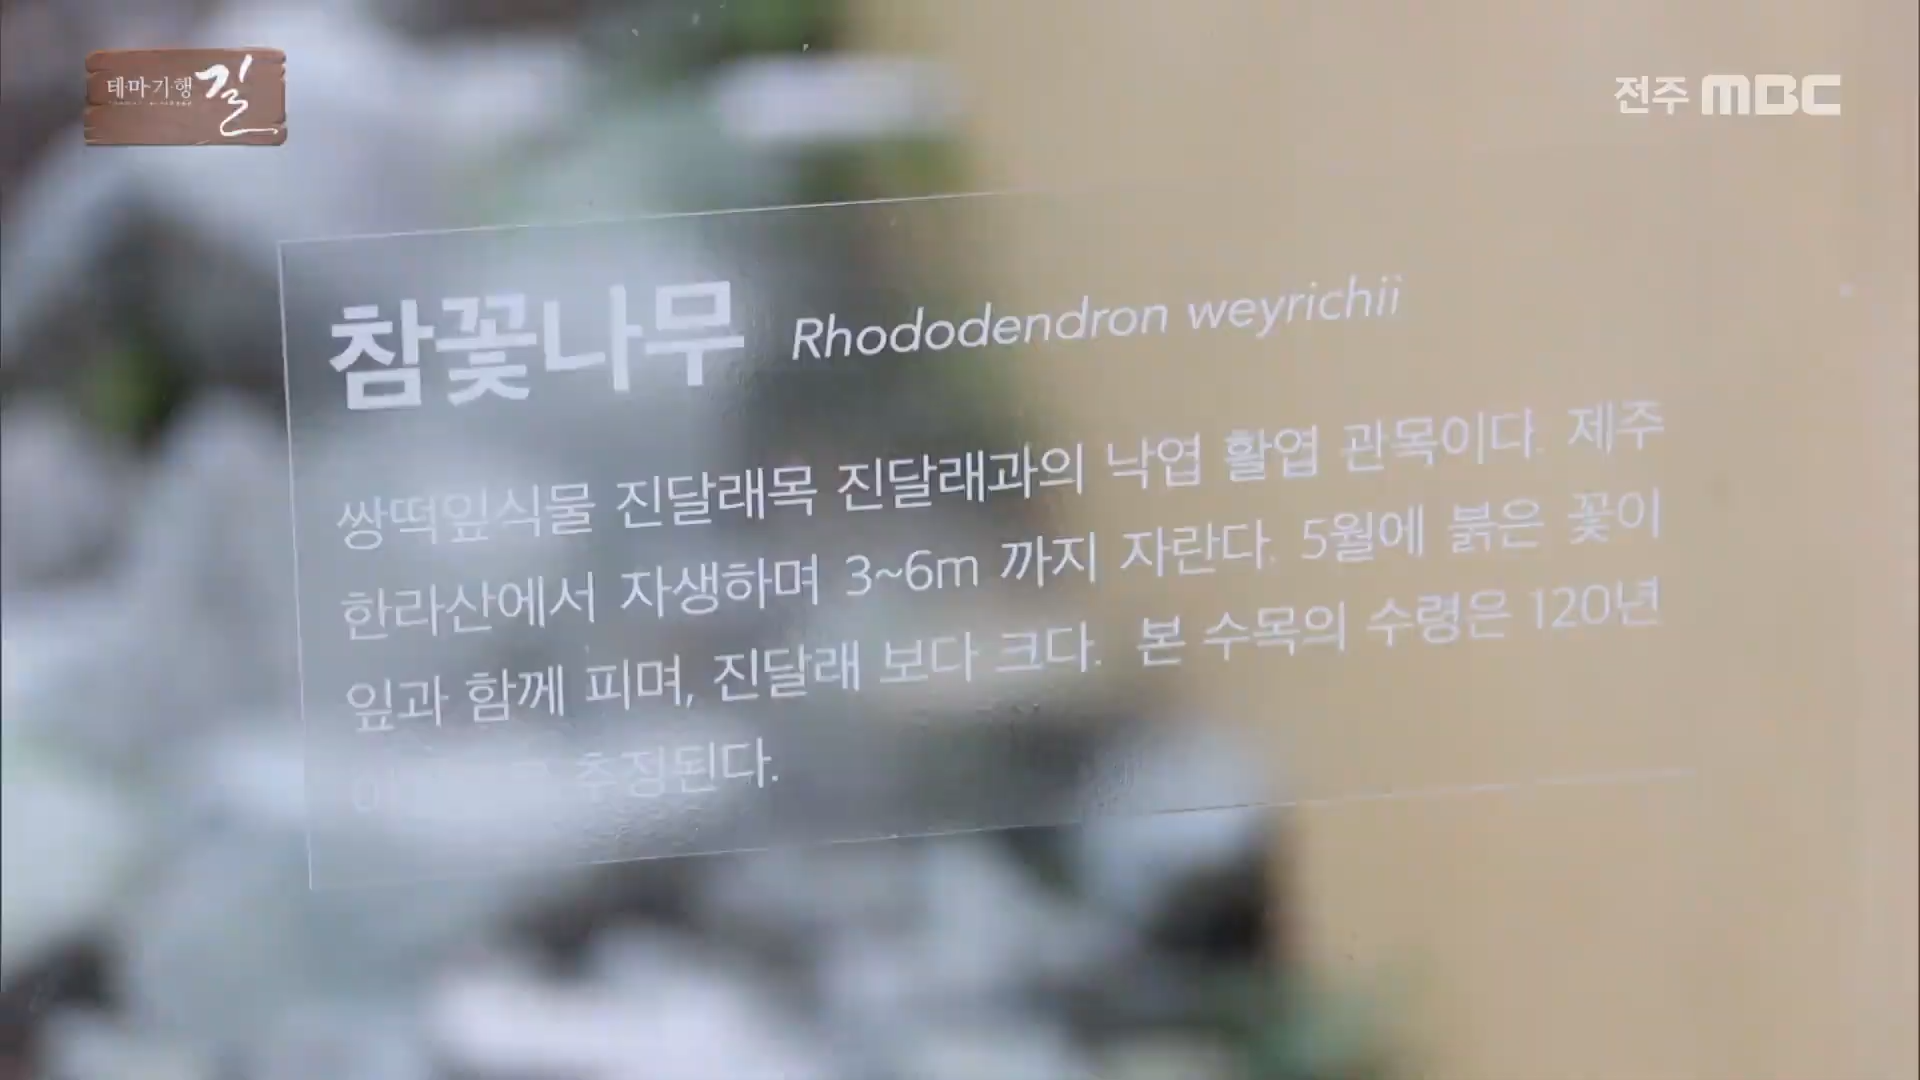 테마기행 길
전주 MBC
참꽃나무 Rhododendron weyrichii
쌍떡잎식물 진달래목 진달래과의 낙엽 활엽 관목이다. 제주
한라산에서 자생하며 3~6m 까지 자란다. 5월에 붉은 꽃이
잎과 함께 피며, 진달래 보다 크다. 본 수목의 수령은 120년
추정된다.